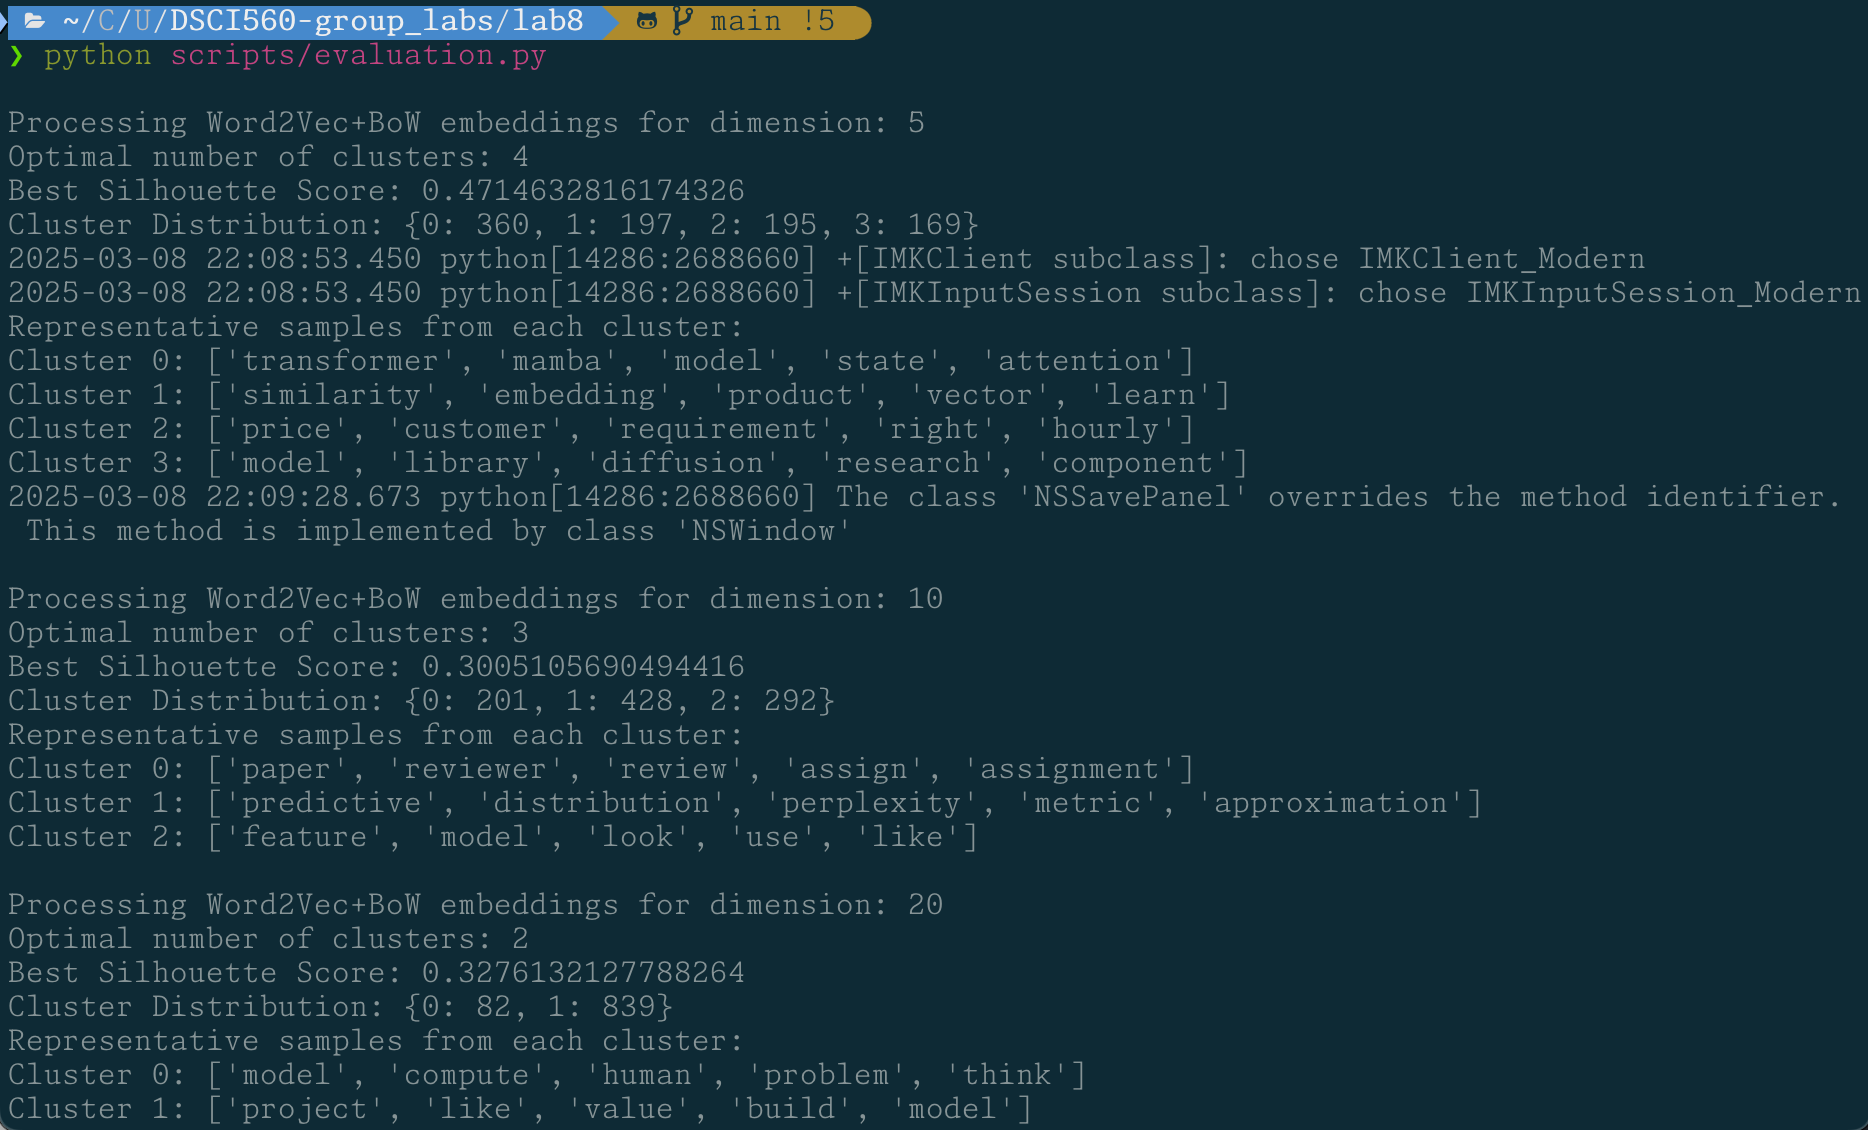 ~/C/U/DSCI560-group_labs/lab8 main !5
❯ python scripts/evaluation.py
Processing Word2Vec+BoW embeddings for dimension: 5
Optimal number of clusters: 4
Best Silhouette Score: 0.4714632816174326
Cluster Distribution: {0: 360, 1: 197, 2: 195, 3: 169}
2025-03-08 22:08:53.450 python[14286:2688660] +[IMKClient subclass]: chose IMKClient_Modern
2025-03-08 22:08:53.450 python[14286:2688660] +[IMKInputSession subclass]: chose IMKInputSession_Modern
Representative samples from each cluster:
Cluster 0: ['transformer', 'mamba', 'model', 'state', 'attention']
Cluster 1: ['similarity', 'embedding', 'product', 'vector', 'learn']
Cluster 2: ['price', 'customer', 'requirement', 'right', 'hourly']
Cluster 3: ['model', 'library', 'diffusion', 'research', 'component']
2025-03-08 22:09:28.673 python[14286:2688660] The class 'NSSavePanel' overrides the method identifier.
This method is implemented by class 'NSWindow'
Processing Word2Vec+BoW embeddings for dimension: 10
Optimal number of clusters: 3
Best Silhouette Score: 0.3005105690494416
Cluster Distribution: {0: 201, 1: 428, 2: 292}
Representative samples from each cluster:
Cluster 0: ['paper', 'reviewer', 'review', 'assign', 'assignment']
Cluster 1: ['predictive', 'distribution', 'perplexity', 'metric', 'approximation']
Cluster 2: ['feature', 'model', 'look', 'use', 'like']
Processing Word2Vec+BoW embeddings for dimension: 20
Optimal number of clusters: 2
Best Silhouette Score: 0.3276132127788264
Cluster Distribution: {0: 82, 1: 839}
Representative samples from each cluster:
Cluster 0: ['model', 'compute', 'human', 'problem', 'think']
Cluster 1: ['project', 'like', 'value', 'build', 'model']